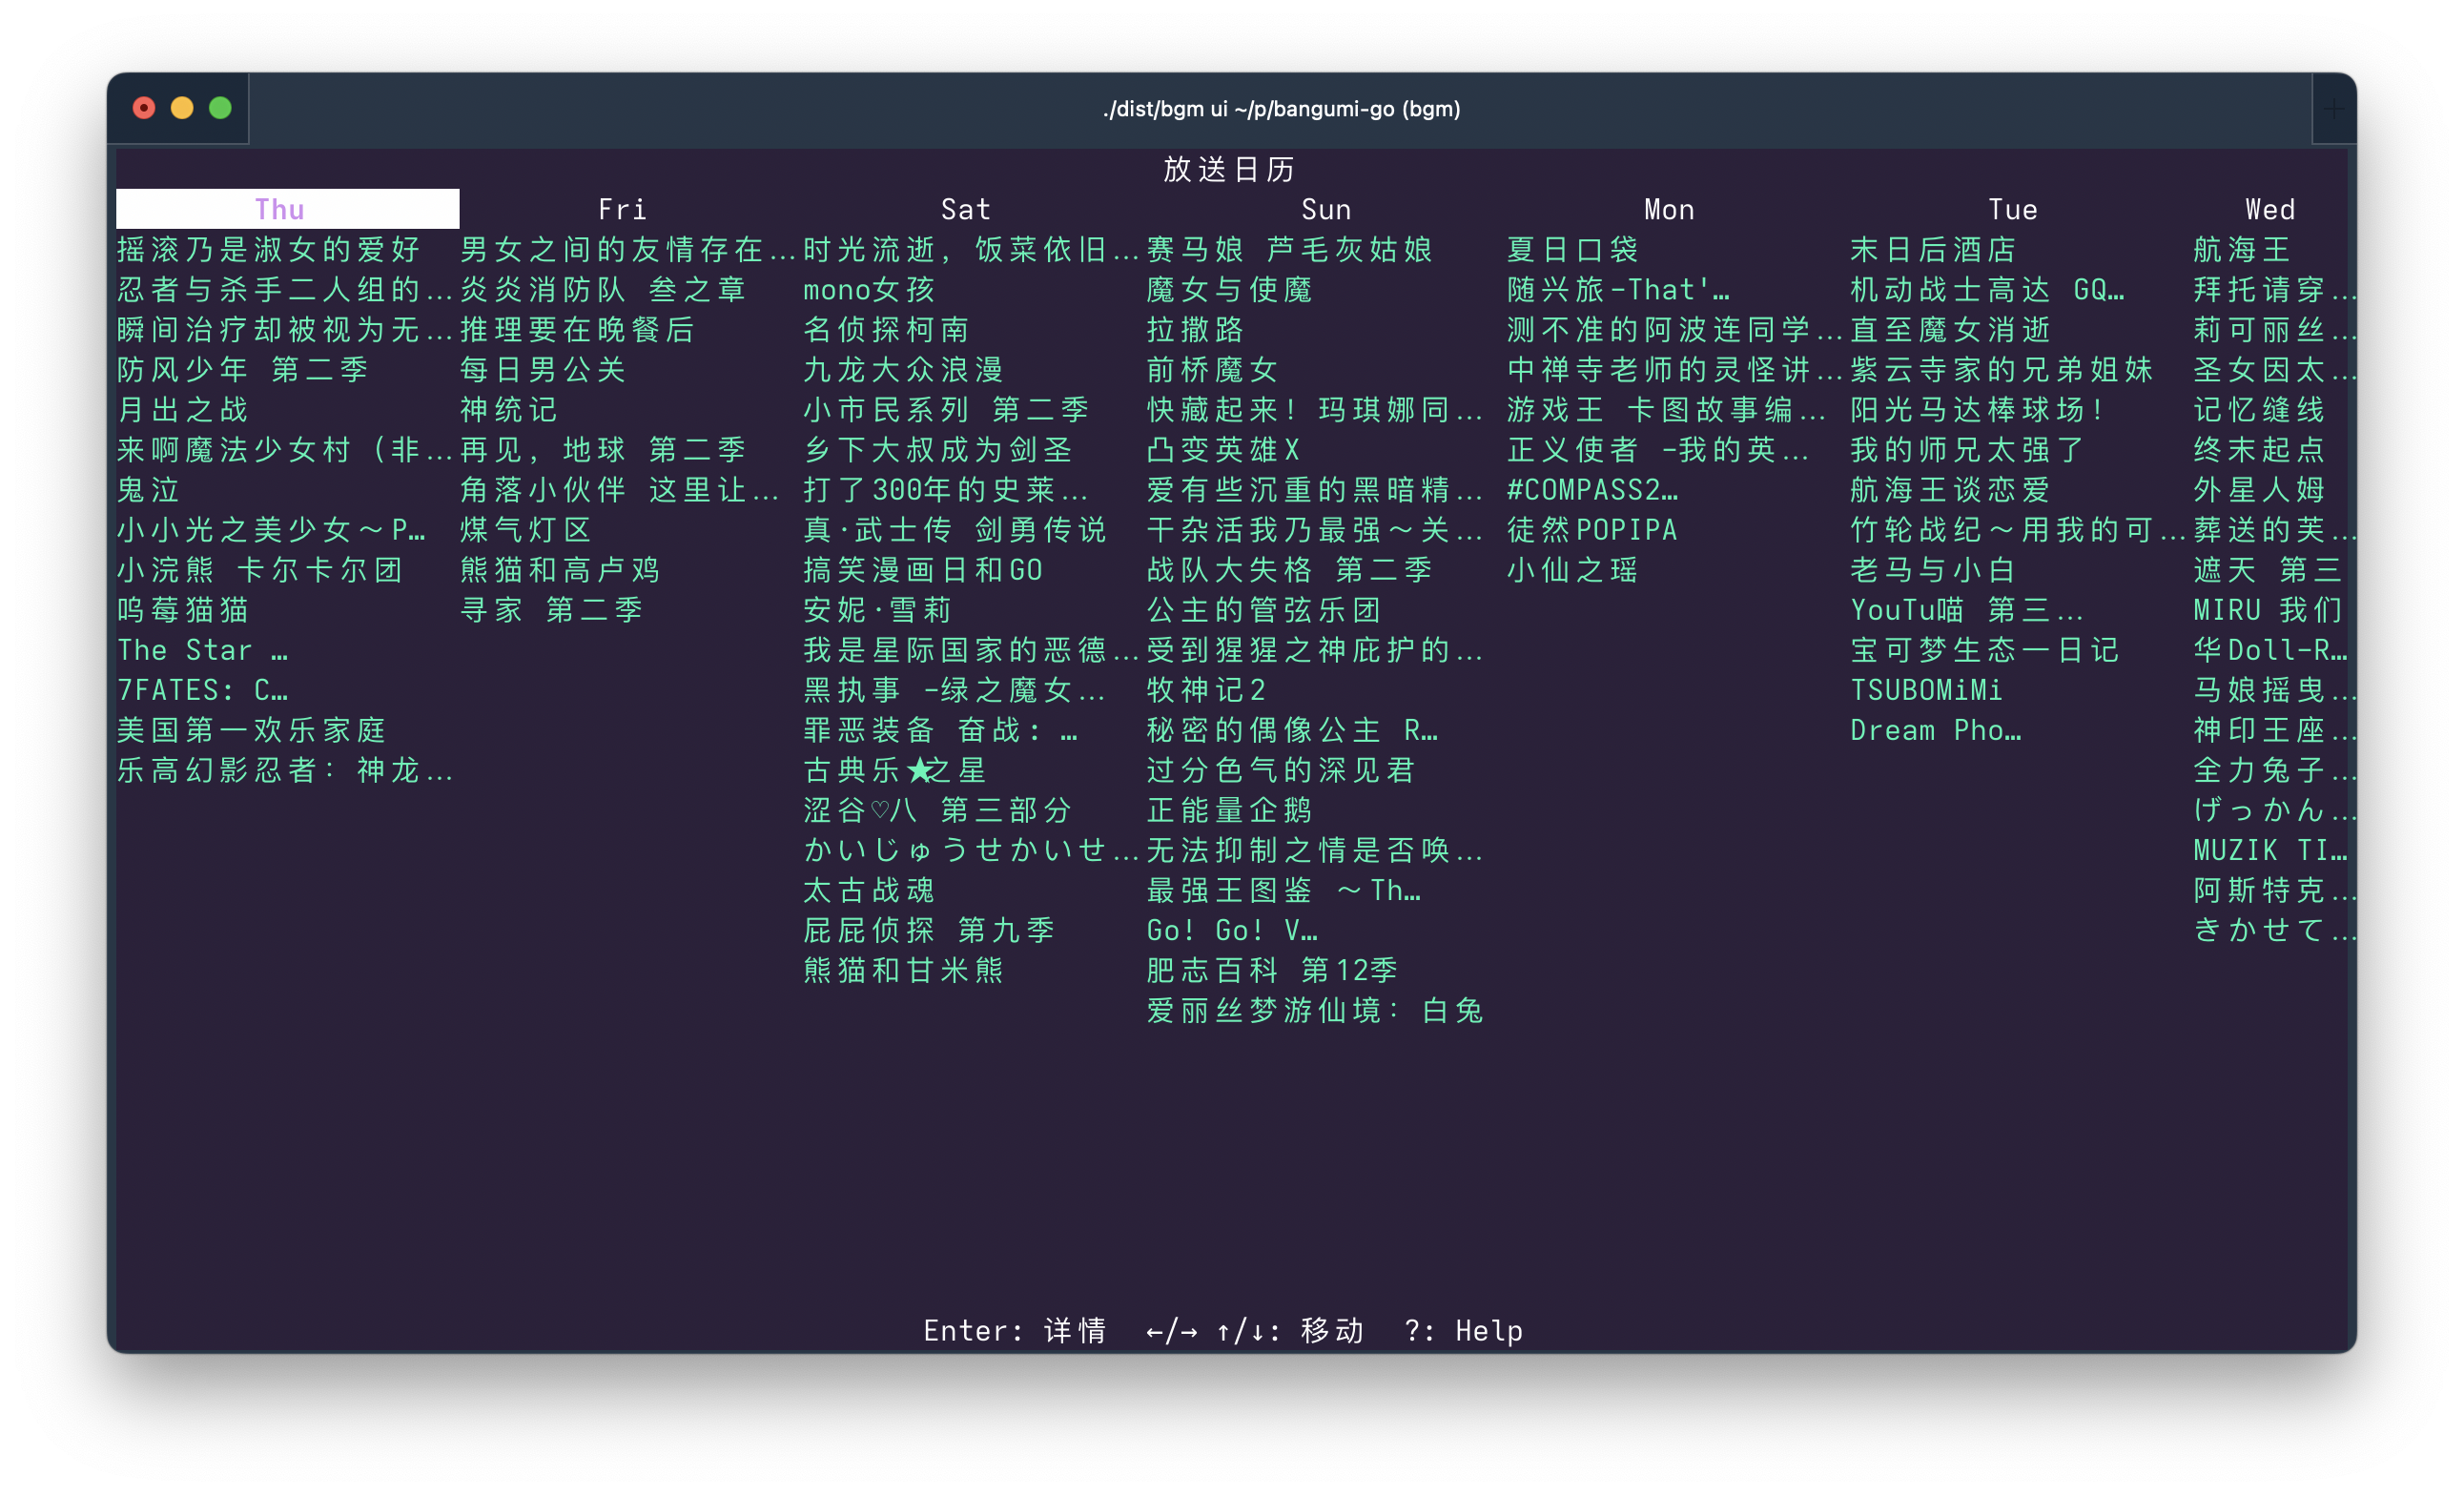 ./dist/bgm ui ~/p/bangumi-go (bgm)
放送日历
Thu Fri Sat Sun Mon Tue Wed
摇滚乃是淑女的爱好 男女之间的友情存在… 时光流逝，饭菜依旧… 赛马娘 芦毛灰姑娘 夏日口袋 末日后酒店 航海王
忍者与杀手二人组的… 炎炎消防队 叁之章 mono女孩 魔女与使魔 随兴旅-That'… 机动战士高达 GQ… 拜托请穿…
瞬间治疗却被视为无… 推理要在晚餐后 名侦探柯南 拉撒路 测不准的阿波连同学… 直至魔女消逝 莉可丽丝…
防风少年 第二季 每日男公关 九龙大众浪漫 前桥魔女 中禅寺老师的灵怪讲… 紫云寺家的兄弟姐妹 圣女因太…
月出之战 神统记 小市民系列 第二季 快藏起来！玛琪娜同… 游戏王 卡图故事编… 阳光马达棒球场！ 记忆缝线
来啊魔法少女村（非… 再见，地球 第二季 乡下大叔成为剑圣 凸变英雄X 正义使者 -我的英… 我的师兄太强了 终末起点
鬼泣 角落小伙伴 这里让… 打了300年的史莱… 爱有些沉重的黑暗精… #COMPASS2… 航海王谈恋爱 外星人姆
小小光之美少女～P… 煤气灯区 真·武士传 剑勇传说 干杂活我乃最强～关… 徒然POPIPA 竹轮战纪～用我的可… 葬送的芙…
小浣熊 卡尔卡尔团 熊猫和高卢鸡 搞笑漫画日和GO 战队大失格 第二季 小仙之瑶 老马与小白 遮天 第三
呜莓猫猫 寻家 第二季 安妮·雪莉 公主的管弦乐团 YouTu喵 第三… MIRU 我们
The Star … 我是星际国家的恶德… 受到猩猩之神庇护的… 宝可梦生态一日记 华Doll-R…
7FATES: C… 黑执事 -绿之魔女… 牧神记2 TSUBOMiMi 马娘摇曳…
美国第一欢乐家庭 罪恶装备 奋战: … 秘密的偶像公主 R… Dream Pho… 神印王座…
乐高幻影忍者：神龙… 古典乐★之星 过分色气的深见君 全力兔子…
涩谷♡八 第三部分 正能量企鹅 げっかん…
かいじゅうせかいせ… 无法抑制之情是否唤… MUZIK TI…
太古战魂 最强王图鉴 ～Th… 阿斯特克…
屁屁侦探 第九季 Go! Go! V… きかせて…
熊猫和甘米熊 肥志百科 第12季
爱丽丝梦游仙境：白兔
Enter: 详情 ←/→ ↑/↓: 移动 ?: Help